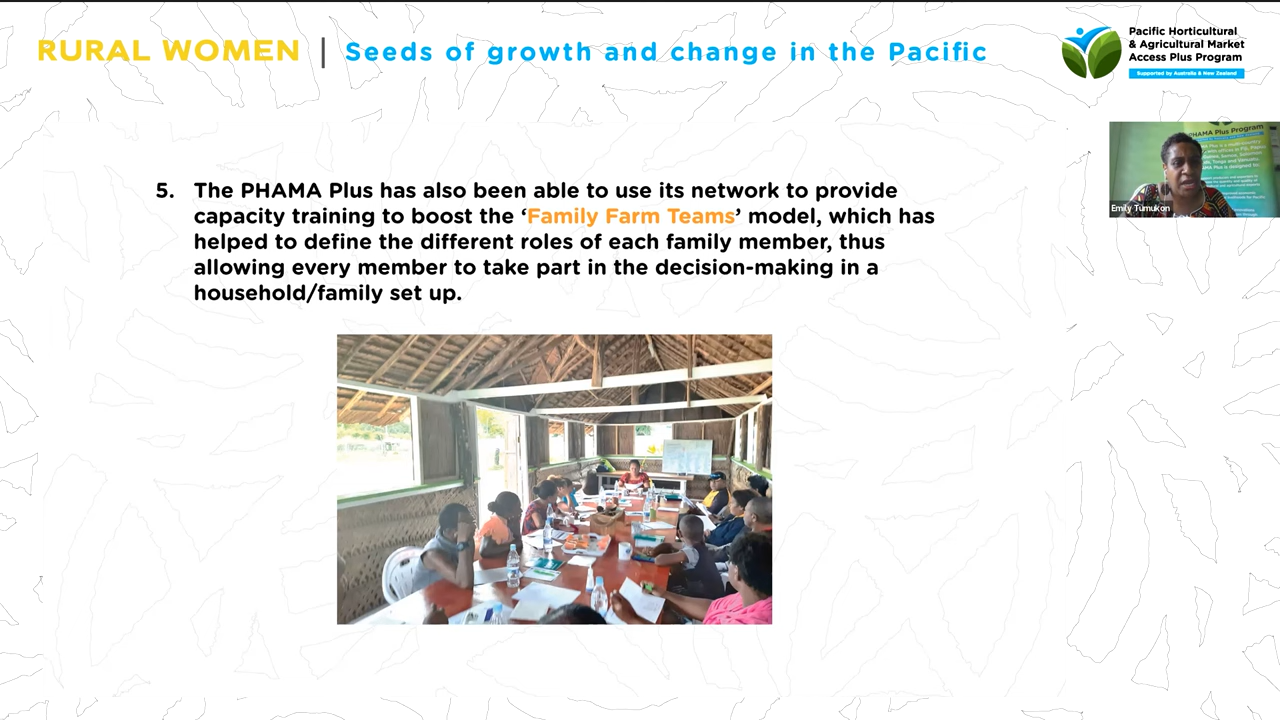 RURAL WOMEN | Seeds of growth and change in the Pacific
Pacific Horticultural
& Agricultural Market
Access Plus Program
Supported by Australia & New Zealand
PHAMA Plus Program
Emily Tumukon
5. The PHAMA Plus has also been able to use its network to provide
capacity training to boost the ‘Family Farm Teams’ model, which has
helped to define the different roles of each family member, thus
allowing every member to take part in the decision-making in a
household/family set up.